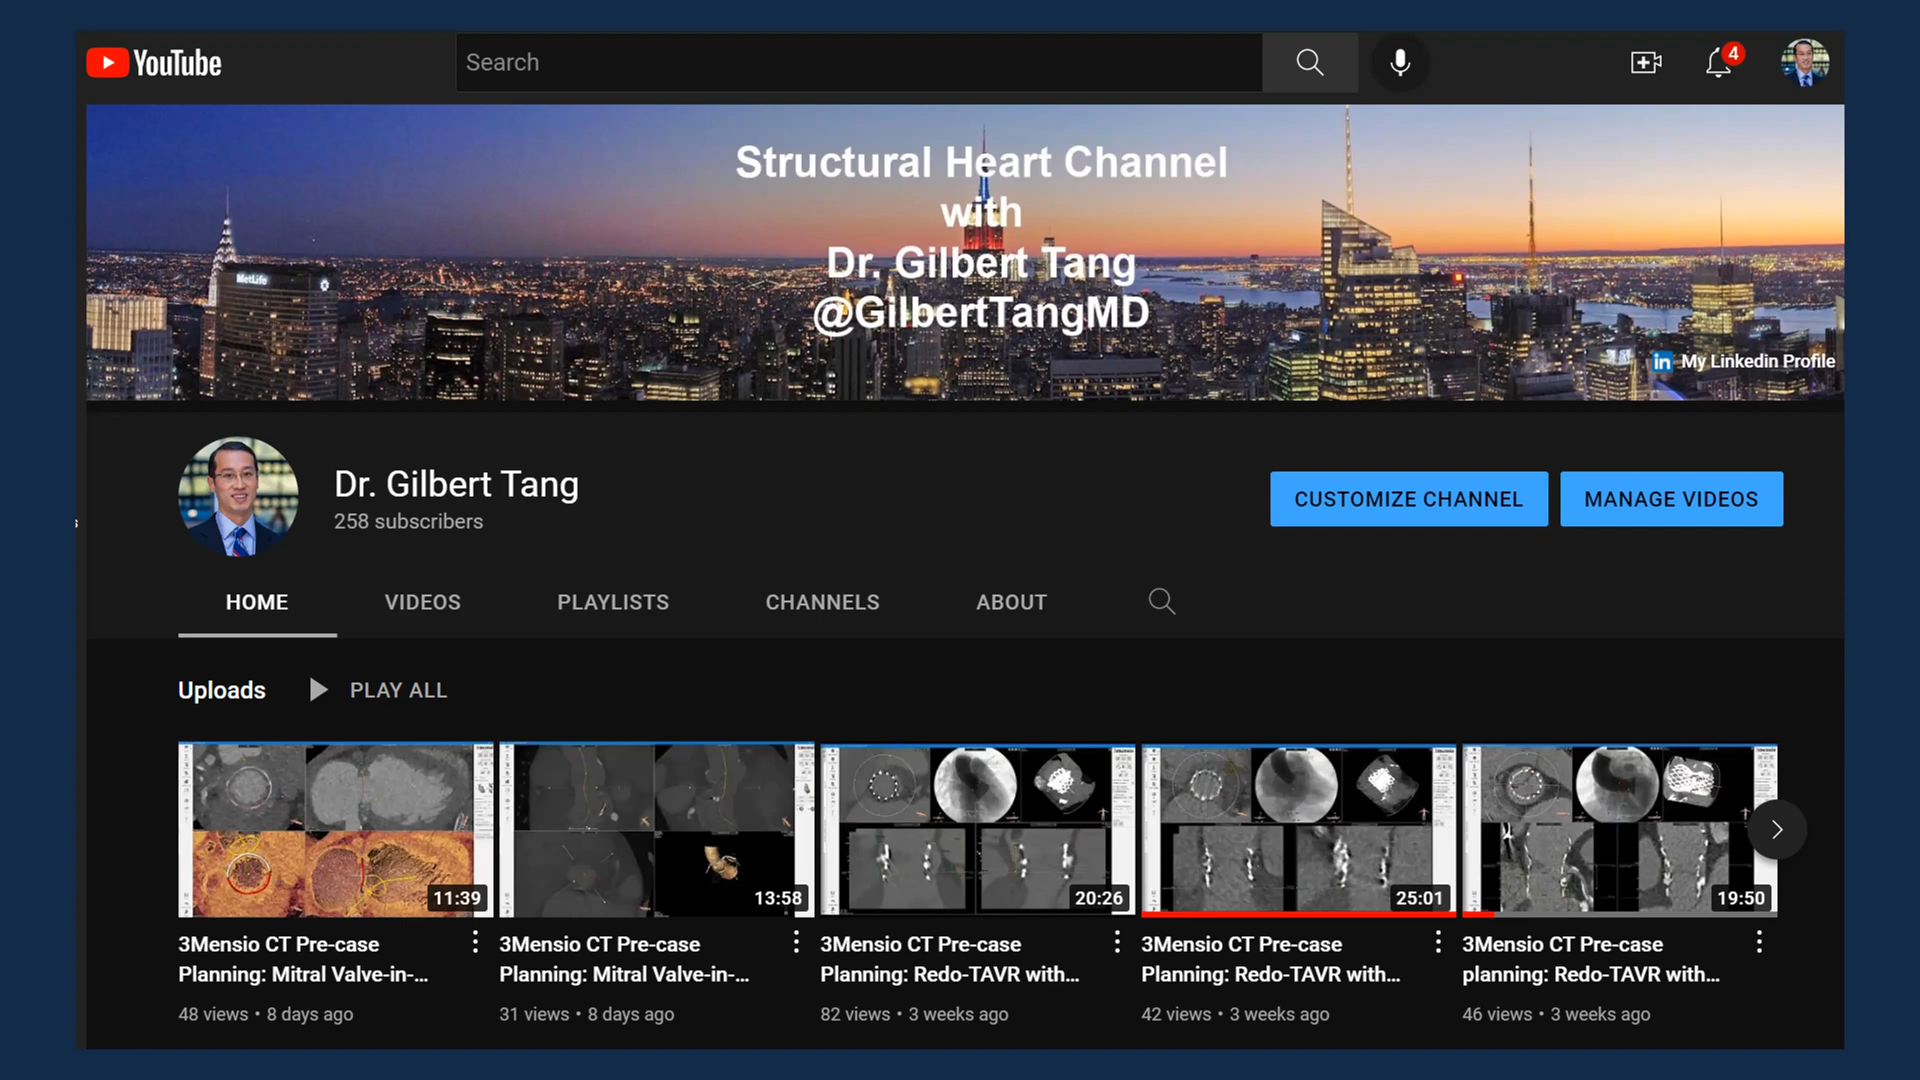 YouTube
Search
4
Structural Heart Channel
with
Dr. Gilbert Tang
@GilbertTangMD
MetLife
in My Linkedin Profile
Dr. Gilbert Tang
258 subscribers
CUSTOMIZE CHANNEL
MANAGE VIDEOS
HOME
VIDEOS
PLAYLISTS
CHANNELS
ABOUT
Uploads
PLAY ALL
11:39
13:58
20:26
25:01
19:50
3Mensio CT Pre-case
Planning: Mitral Valve-in-...
48 views • 8 days ago
3Mensio CT Pre-case
Planning: Mitral Valve-in-...
31 views • 8 days ago
3Mensio CT Pre-case
Planning: Redo-TAVR with...
82 views • 3 weeks ago
3Mensio CT Pre-case
Planning: Redo-TAVR with...
42 views • 3 weeks ago
3Mensio CT Pre-case
planning: Redo-TAVR with...
46 views • 3 weeks ago